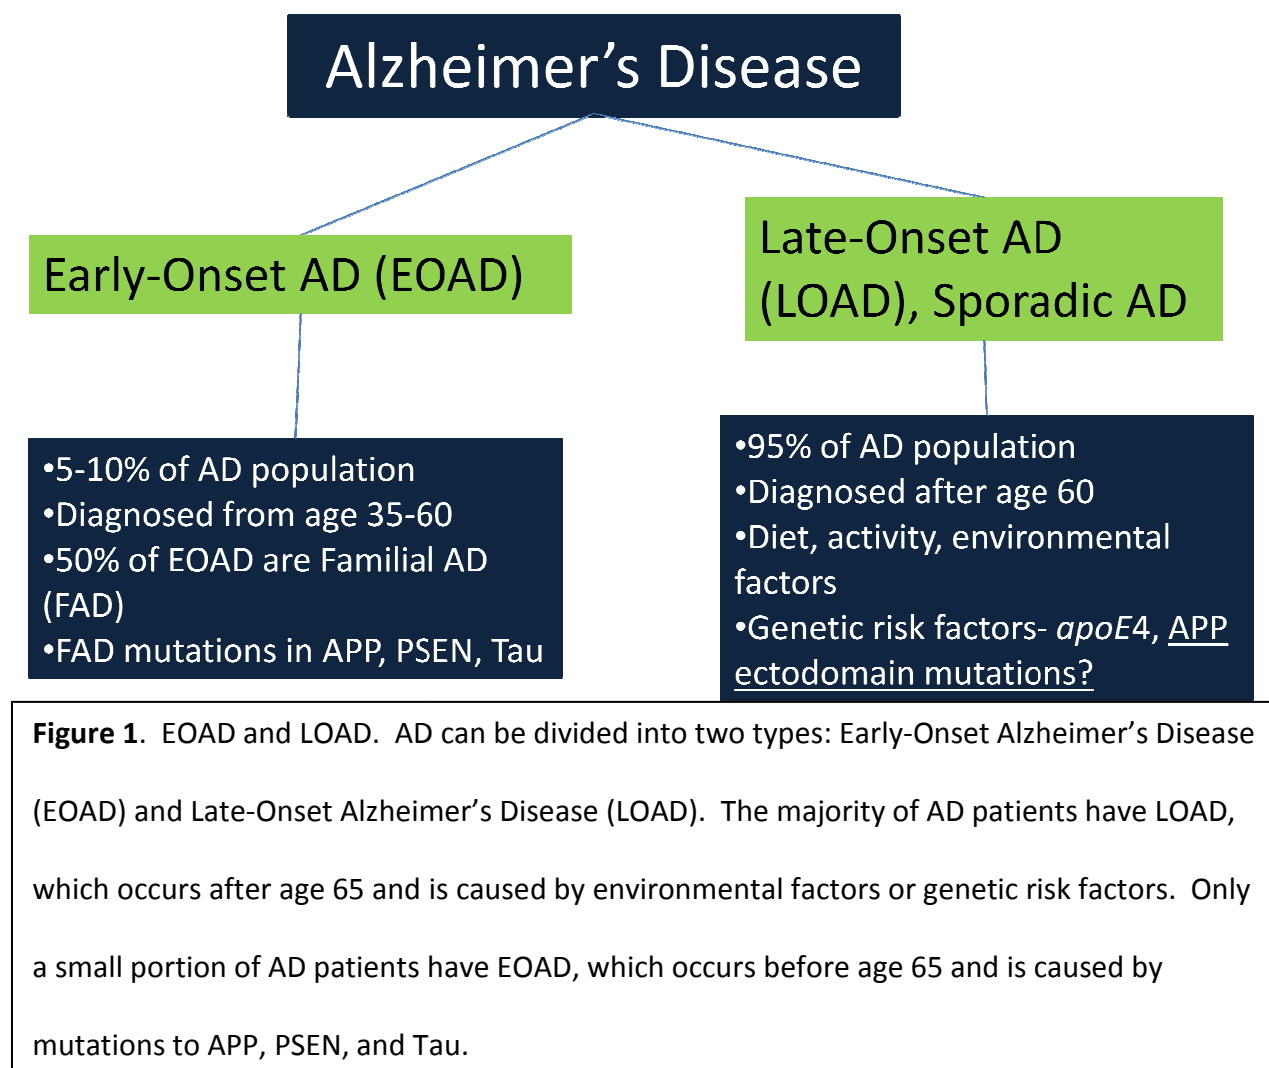 Alzheimer’s Disease
Early-Onset AD (EOAD)
•5-10% of AD population
•Diagnosed from age 35-60
•50% of EOAD are Familial AD
(FAD)
•FAD mutations in APP, PSEN, Tau
Late-Onset AD
(LOAD), Sporadic AD
•95% of AD population
•Diagnosed after age 60
•Diet, activity, environmental
factors
•Genetic risk factors- apoE4, APP
ectodomain mutations?
Figure 1.  EOAD and LOAD.  AD can be divided into two types: Early-Onset Alzheimer’s Disease
(EOAD) and Late-Onset Alzheimer’s Disease (LOAD).  The majority of AD patients have LOAD,
which occurs after age 65 and is caused by environmental factors or genetic risk factors.  Only
a small portion of AD patients have EOAD, which occurs before age 65 and is caused by
mutations to APP, PSEN, and Tau.